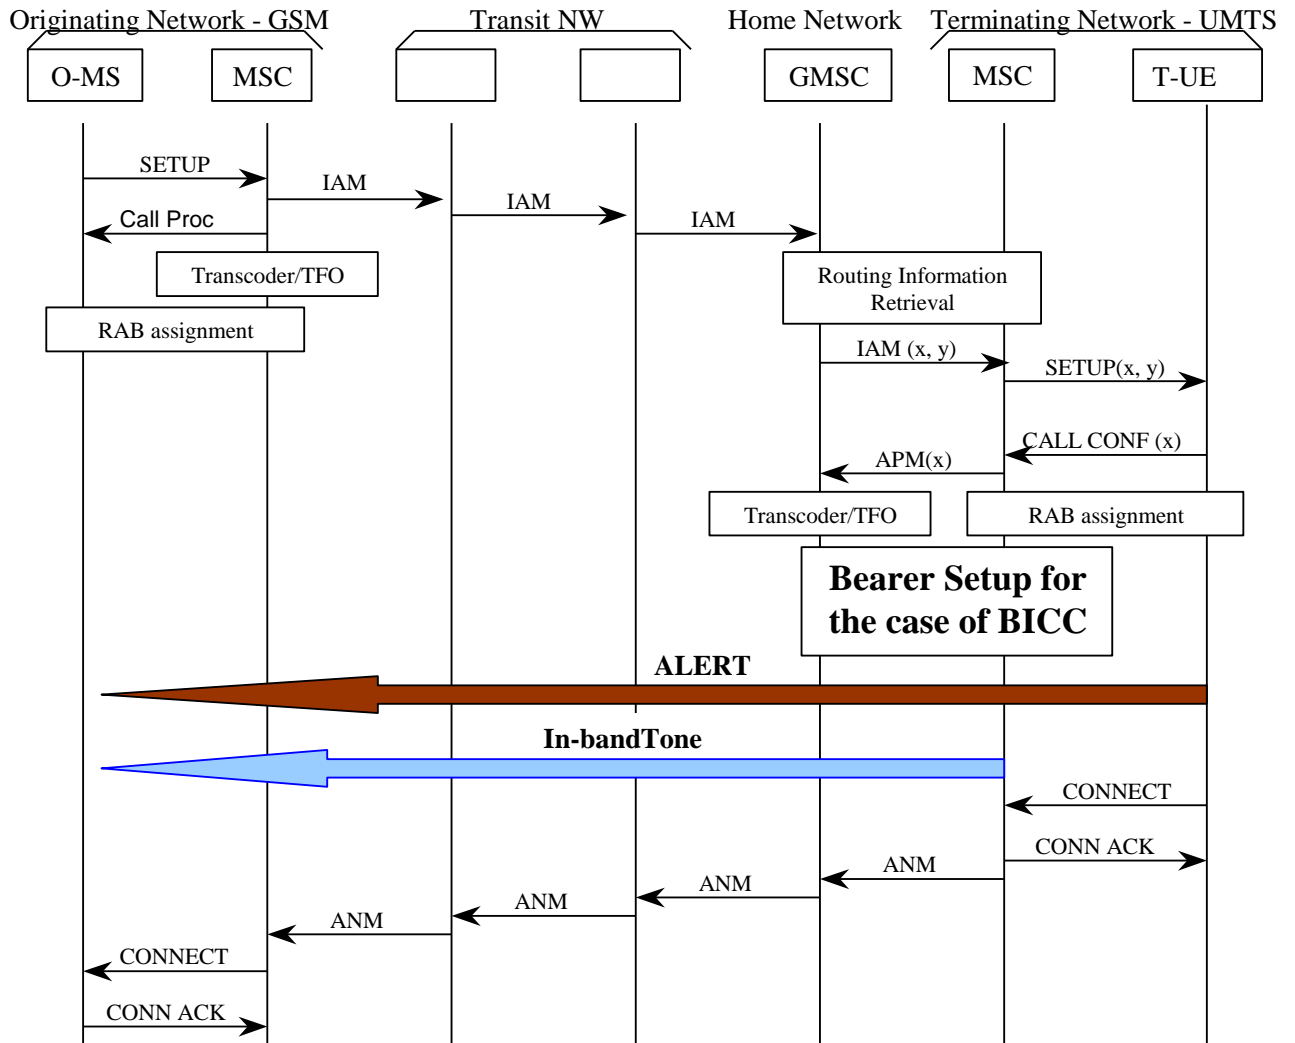 Originating Network - GSM
Transit NW
Home Network
Terminating Network - UMTS
O-MS
MSC
GMSC
MSC
T-UE
SETUP
IAM
IAM
Call Proc
IAM
Transcoder/TFO
Routing Information
Retrieval
RAB assignment
IAM (x, y)
SETUP(x, y)
CALL CONF (x)
APM(x)
Transcoder/TFO
RAB assignment
Bearer Setup for
the case of BICC
ALERT
In-bandTone
CONNECT
CONN ACK
ANM
ANM
ANM
ANM
CONNECT
CONN ACK